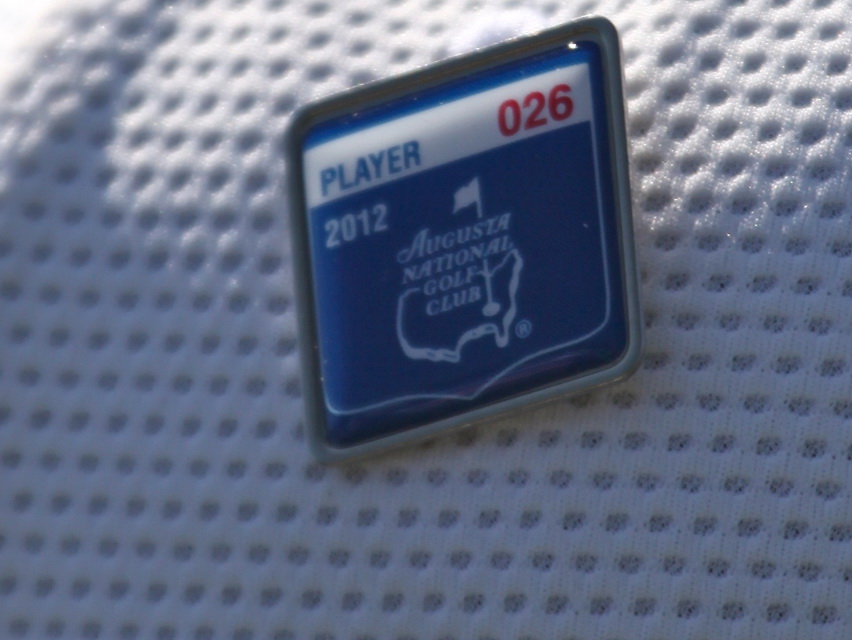 026
PLAYER
2012
AUGUSTA
NATIONAL
GOLF
CLUB
®